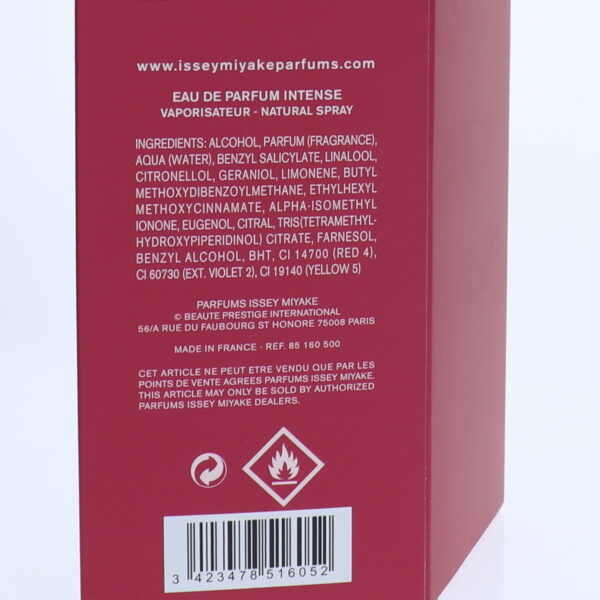 www.isseymiyakeparfums.com
EAU DE PARFUM INTENSE
VAPORISATEUR - NATURAL SPRAY
INGREDIENTS: ALCOHOL, PARFUM (FRAGRANCE),
AQUA (WATER), BENZYL SALICYLATE, LINALOOL,
CITRONELLOL, GERANIOL, LIMONENE, BUTYL
METHOXYDIBENZOYLMETHANE, ETHYLHEXYL
METHOXYCINNAMATE, ALPHA-ISOMETHYL
IONONE, EUGENOL, CITRAL, TRIS(TETRAMETHYL-
HYDROXYPIPERIDINOL) CITRATE, FARNESOL,
BENZYL ALCOHOL, BHT, CI 14700 (RED 4),
CI 60730 (EXT. VIOLET 2), CI 19140 (YELLOW 5)
PARFUMS ISSEY MIYAKE
© BEAUTE PRESTIGE INTERNATIONAL
56/A RUE DU FAUBOURG ST HONORE 75008 PARIS
MADE IN FRANCE - REF. 85 160 500
CET ARTICLE NE PEUT ETRE VENDU QUE PAR LES
POINTS DE VENTE AGREES PARFUMS ISSEY MIYAKE.
THIS ARTICLE MAY ONLY BE SOLD BY AUTHORIZED
PARFUMS ISSEY MIYAKE DEALERS.
3 423478 516052